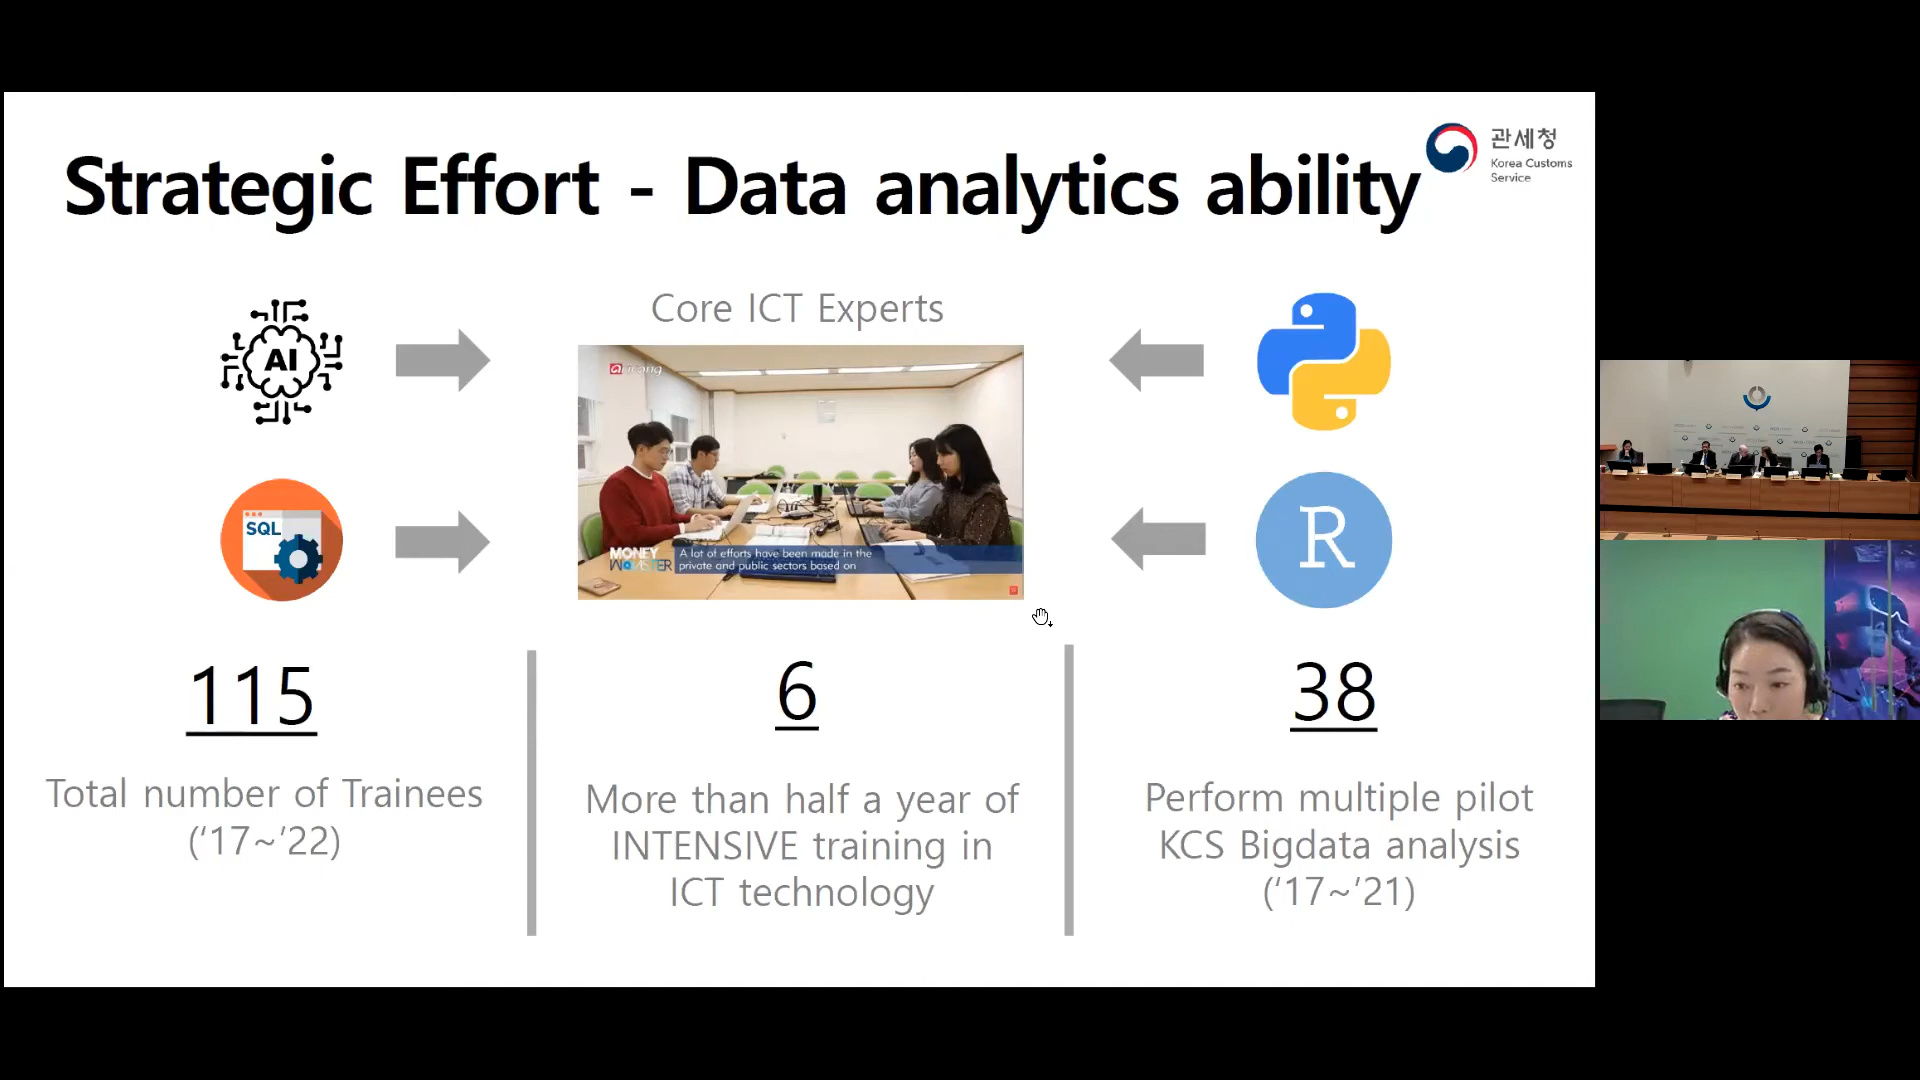 Strategic Effort - Data analytics ability
관세청
Korea Customs
Service
Core ICT Experts
AI
SQL
R
Arirang
MONEY
MONSTER
A lot of efforts have been made in the
private and public sectors based on
115
Total number of Trainees
(‘17~’22)
6
More than half a year of
INTENSIVE training in
ICT technology
38
Perform multiple pilot
KCS Bigdata analysis
(‘17~’21)